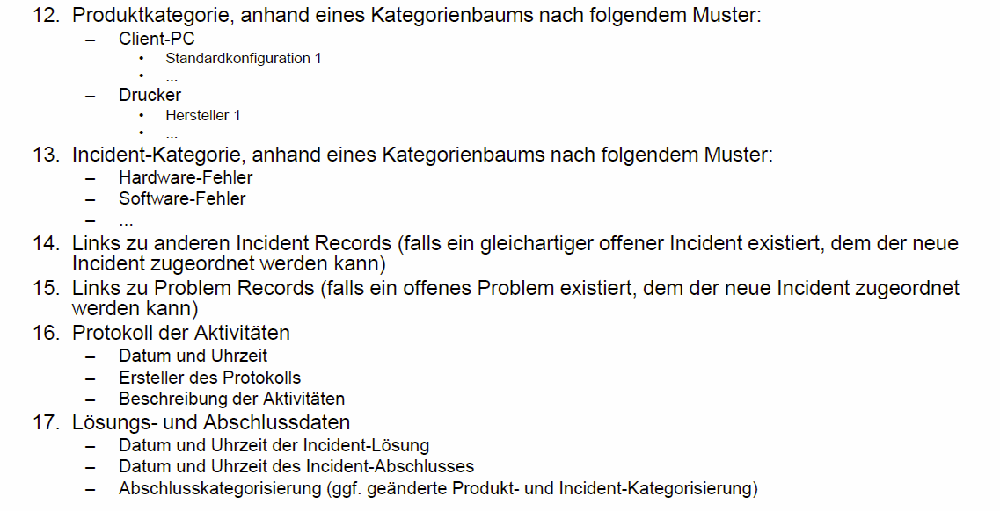 12. Produktkategorie, anhand eines Kategorienbaums nach folgendem Muster:
– Client-PC
• Standardkonfiguration 1
• ...
– Drucker
• Hersteller 1
• ...
13. Incident-Kategorie, anhand eines Kategorienbaums nach folgendem Muster:
– Hardware-Fehler
– Software-Fehler
– ...
14. Links zu anderen Incident Records (falls ein gleichartiger offener Incident existiert, dem der neue
Incident zugeordnet werden kann)
15. Links zu Problem Records (falls ein offenes Problem existiert, dem der neue Incident zugeordnet
werden kann)
16. Protokoll der Aktivitäten
– Datum und Uhrzeit
– Ersteller des Protokolls
– Beschreibung der Aktivitäten
17. Lösungs- und Abschlussdaten
– Datum und Uhrzeit der Incident-Lösung
– Datum und Uhrzeit des Incident-Abschlusses
– Abschlusskategorisierung (ggf. geänderte Produkt- und Incident-Kategorisierung)